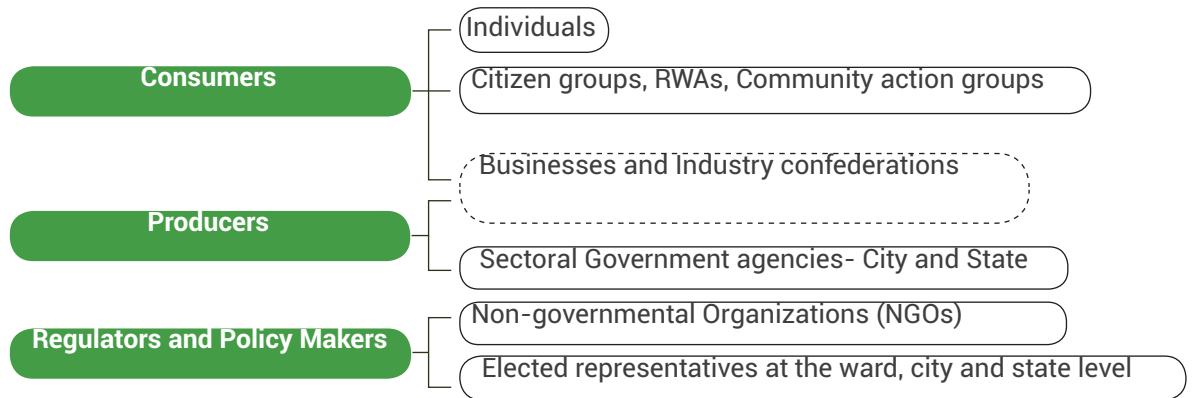 Individuals
Consumers
Citizen groups, RWAs, Community action groups
Businesses and Industry confederations
Producers
Sectoral Government agencies- City and State
Non-governmental Organizations (NGOs)
Regulators and Policy Makers
Elected representatives at the ward, city and state level